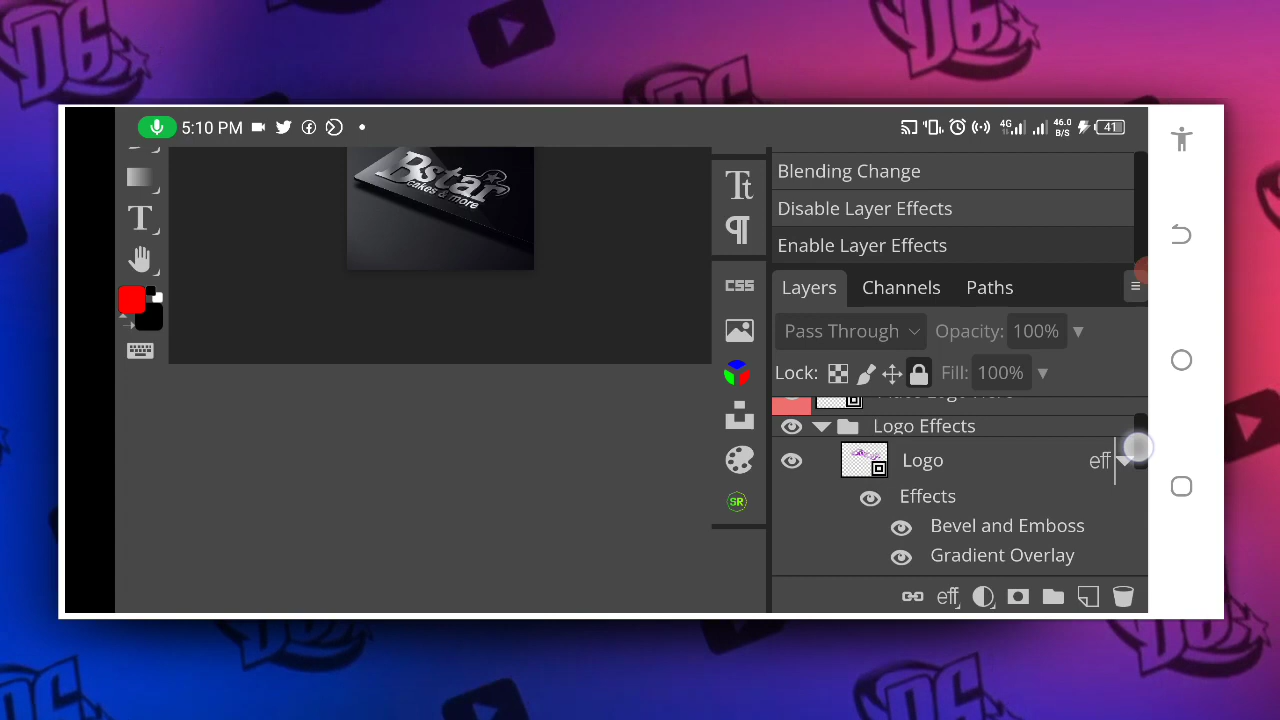 5:10 PM
4G
46.0
B/S
41
Bstar
cakes & more
Tt
T
CSS
SR
Blending Change
Disable Layer Effects
Enable Layer Effects
Layers Channels Paths
Pass Through Opacity: 100%
Lock: Fill: 100%
Logo Effects
Logo eff
Effects
Bevel and Emboss
Gradient Overlay
eff